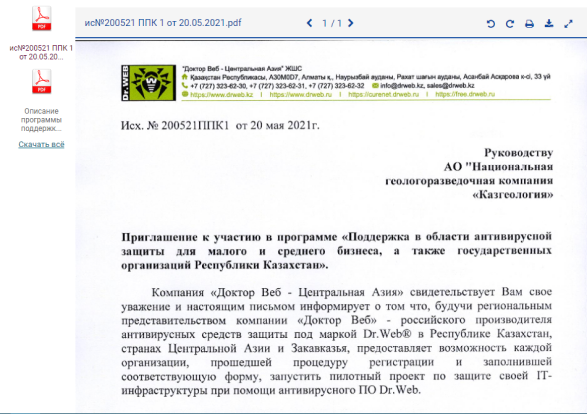 ис№200521 ППК 1 от 20.05.2021.pdf
1 / 1
PDF
ис№200521 ППК 1
от 20.05.20...
PDF
Описание
программы
поддержк...
Скачать всё
Dr.WEB
"Доктор Веб - Центральная Азия" ЖШС
Қазақстан Республикасы, A30M0D7, Алматы қ., Наурызбай ауданы, Рахат шағын ауданы, Асанбай Асқарова к-сі, 33 үй
+7 (727) 323-62-30, +7 (727) 323-62-31, +7 (727) 323-62-32 info@drweb.kz, sales@drweb.kz
https://www.drweb.kz | https://www.drweb.ru | https://curenet.drweb.ru | https://free.drweb.ru
Исх. № 200521ППК1 от 20 мая 2021г.
Руководству
АО "Национальная
геологоразведочная компания
«Казгеология»
Приглашение к участию в программе «Поддержка в области антивирусной
защиты для малого и среднего бизнеса, а также государственных
организаций Республики Казахстан».
Компания «Доктор Веб - Центральная Азия» свидетельствует Вам свое
уважение и настоящим письмом информирует о том, что, будучи региональным
представительством компании «Доктор Веб» - российского производителя
антивирусных средств защиты под маркой Dr.Web® в Республике Казахстан,
странах Центральной Азии и Закавказья, предоставляет возможность каждой
организации, прошедшей процедуру регистрации и заполнившей
соответствующую форму, запустить пилотный проект по защите своей IT-
инфраструктуры при помощи антивирусного ПО Dr.Web.